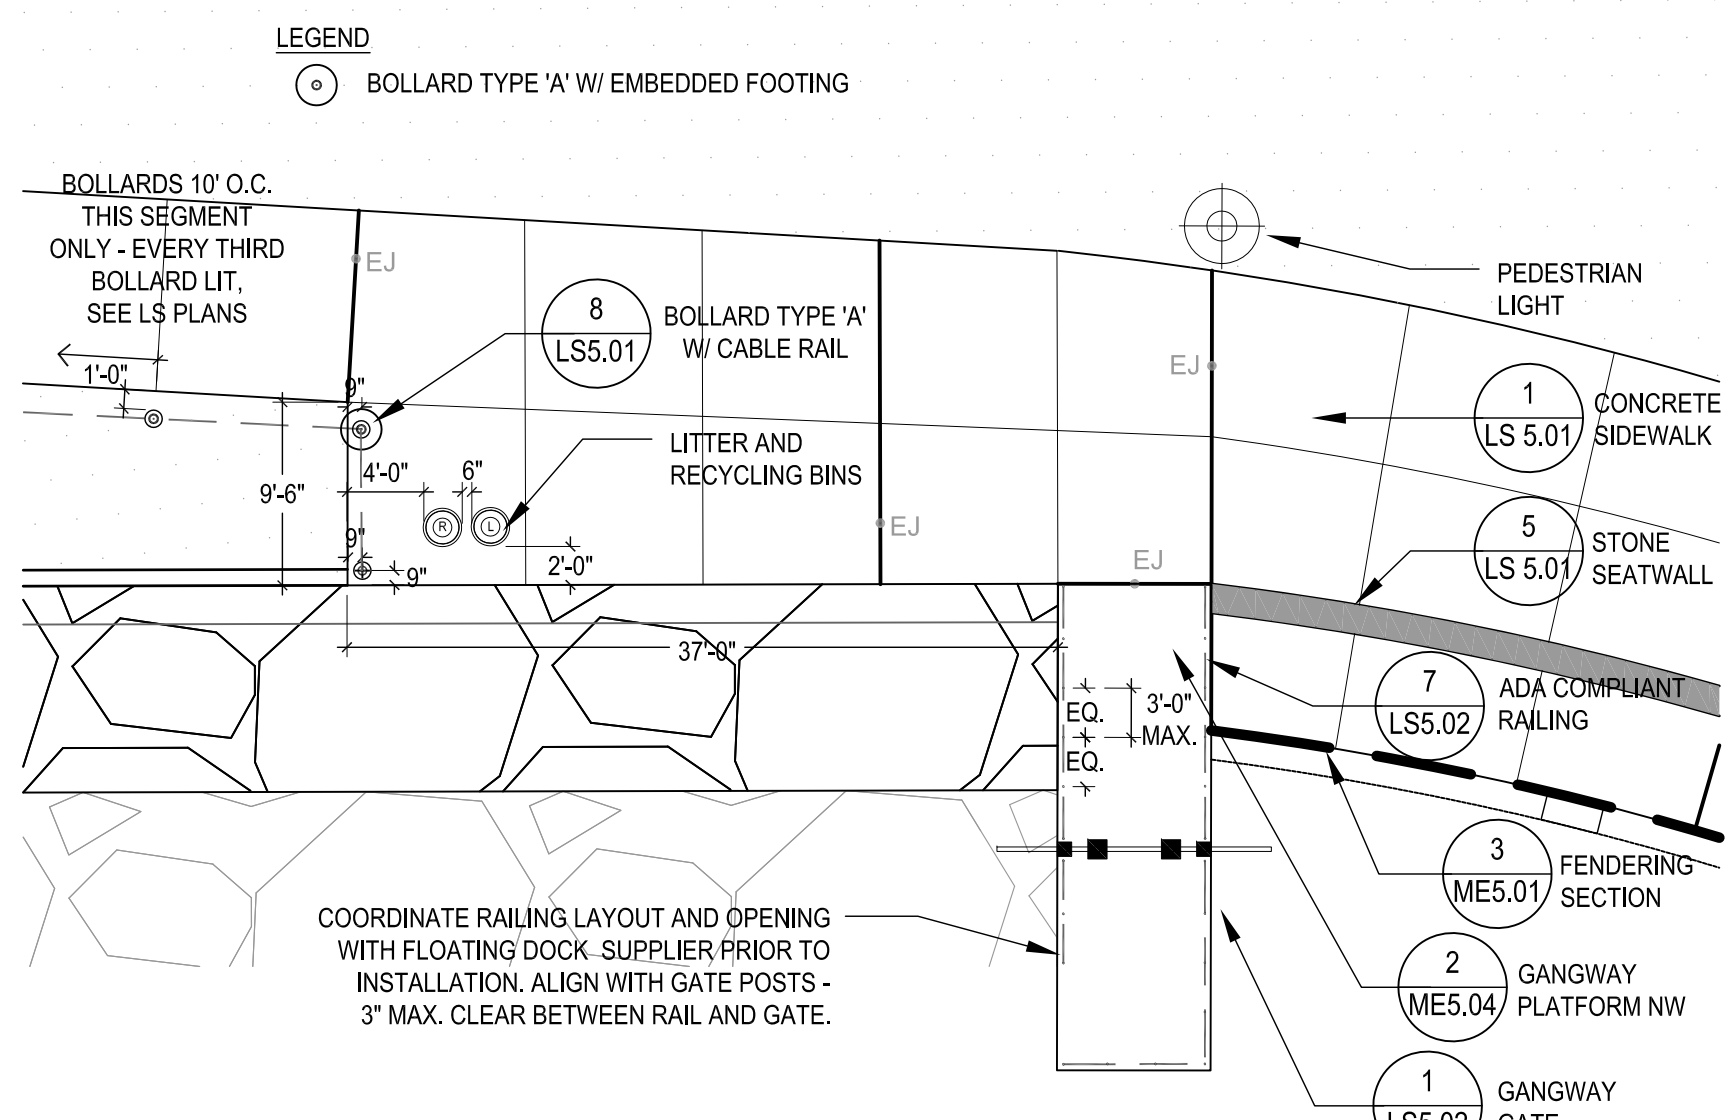 LEGEND
BOLLARD TYPE 'A' W/ EMBEDDED FOOTING
BOLLARDS 10' O.C.
THIS SEGMENT
ONLY - EVERY THIRD
BOLLARD LIT,
SEE LS PLANS
EJ
8
LS5.01
BOLLARD TYPE 'A'
W/ CABLE RAIL
PEDESTRIAN
LIGHT
EJ
1'-0"
9"
1
LS 5.01
CONCRETE
SIDEWALK
LITTER AND
RECYCLING BINS
4'-0"
6"
9'-6"
R
L
EJ
9"
9"
2'-0"
EJ
5
LS 5.01
STONE
SEATWALL
37'-0"
EQ.
EQ.
3'-0"
MAX.
7
LS5.02
ADA COMPLIANT
RAILING
3
ME5.01
FENDERING
SECTION
COORDINATE RAILING LAYOUT AND OPENING
WITH FLOATING DOCK SUPPLIER PRIOR TO
INSTALLATION. ALIGN WITH GATE POSTS -
3" MAX. CLEAR BETWEEN RAIL AND GATE.
2
ME5.04
GANGWAY
PLATFORM NW
1
GANGWAY